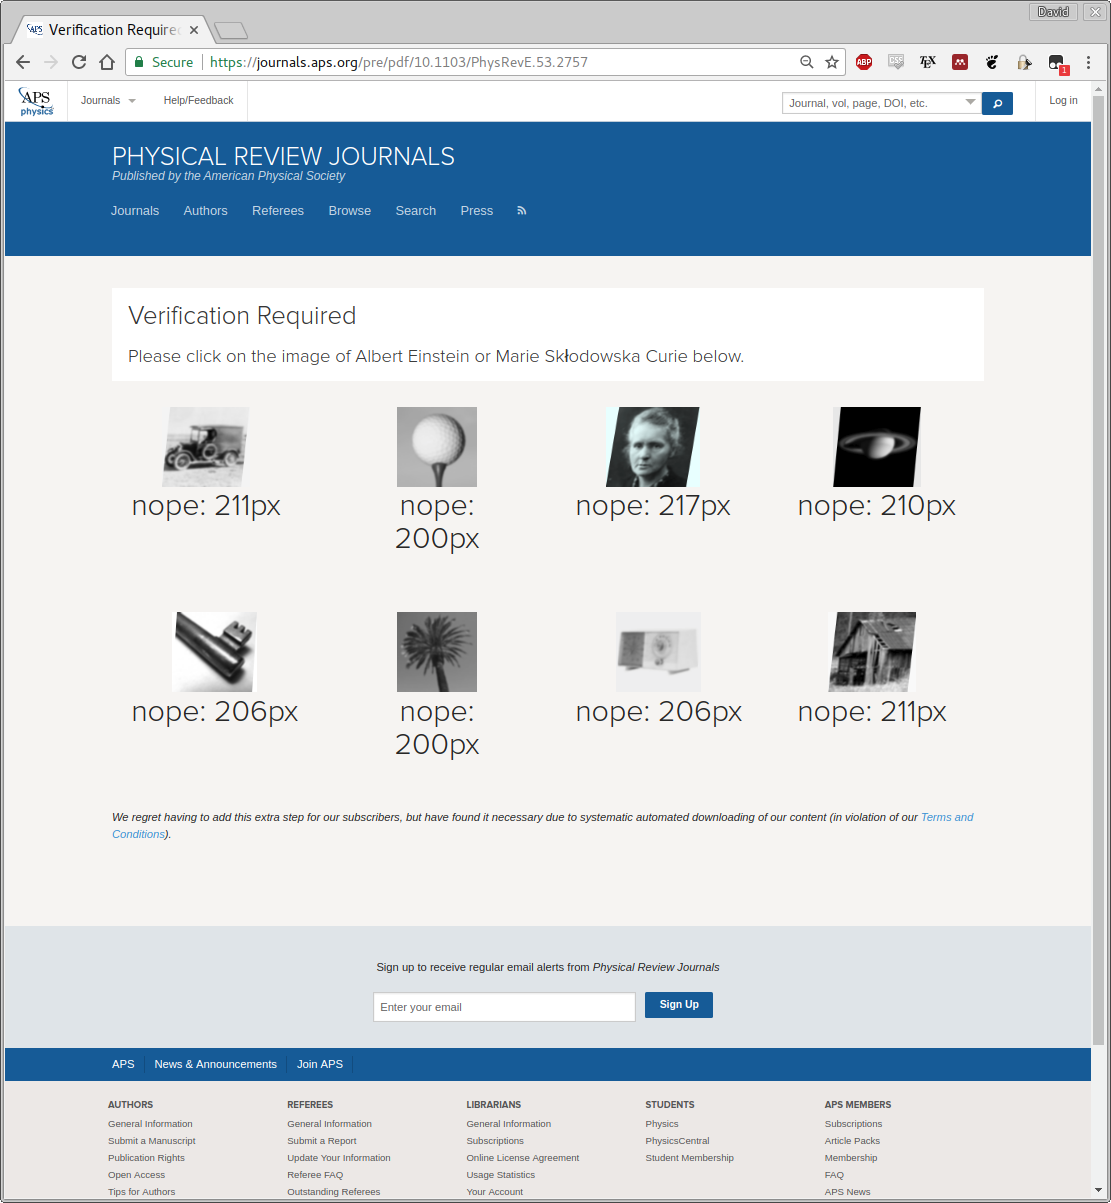 David
Verification Require
Secure https://journals.aps.org/pre/pdf/10.1103/PhysRevE.53.2757
ABP CSS TEX 1
APS physics Journals Help/Feedback Journal, vol, page, DOI, etc. Log in
PHYSICAL REVIEW JOURNALS
Published by the American Physical Society
Journals Authors Referees Browse Search Press
Verification Required
Please click on the image of Albert Einstein or Marie Skłodowska Curie below.
nope: 211px nope: 200px nope: 217px nope: 210px
nope: 206px nope: 200px nope: 206px nope: 211px
We regret having to add this extra step for our subscribers, but have found it necessary due to systematic automated downloading of our content (in violation of our Terms and
Conditions).
Sign up to receive regular email alerts from Physical Review Journals
Enter your email Sign Up
APS News & Announcements Join APS
AUTHORS REFEREES LIBRARIANS STUDENTS APS MEMBERS
General Information General Information General Information Physics Subscriptions
Submit a Manuscript Submit a Report Subscriptions PhysicsCentral Article Packs
Publication Rights Update Your Information Online License Agreement Student Membership Membership
Open Access Referee FAQ Usage Statistics FAQ
Tips for Authors Outstanding Referees Your Account APS News